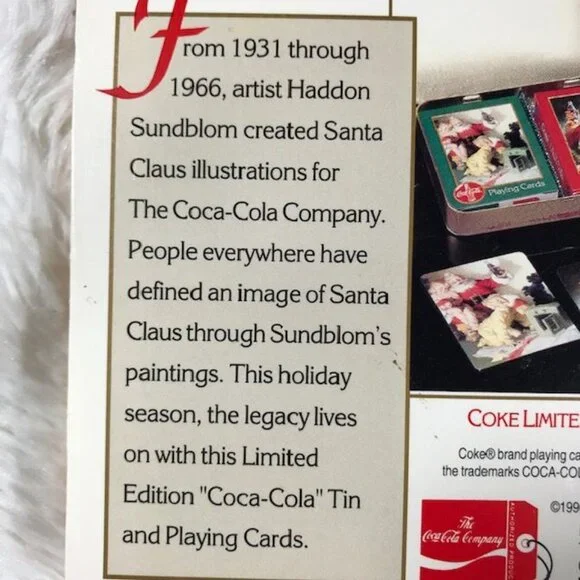 From 1931 through
1966, artist Haddon
Sundblom created Santa
Claus illustrations for
The Coca-Cola Company.
People everywhere have
defined an image of Santa
Claus through Sundblom's
paintings. This holiday
season, the legacy lives
on with this Limited
Edition "Coca-Cola" Tin
and Playing Cards.
Playing Cards
COKE LIMITE
Coke® brand playing ca
the trademarks COCA-COL
©199
The
Coca-Cola Company
AUTHORIZED PRODUC